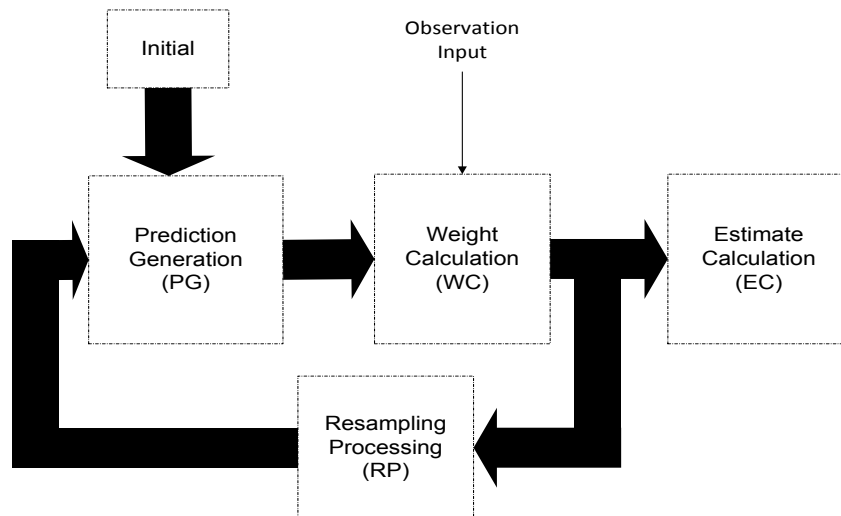 Initial
Observation
Input
Prediction
Generation
(PG)
Weight
Calculation
(WC)
Estimate
Calculation
(EC)
Resampling
Processing
(RP)